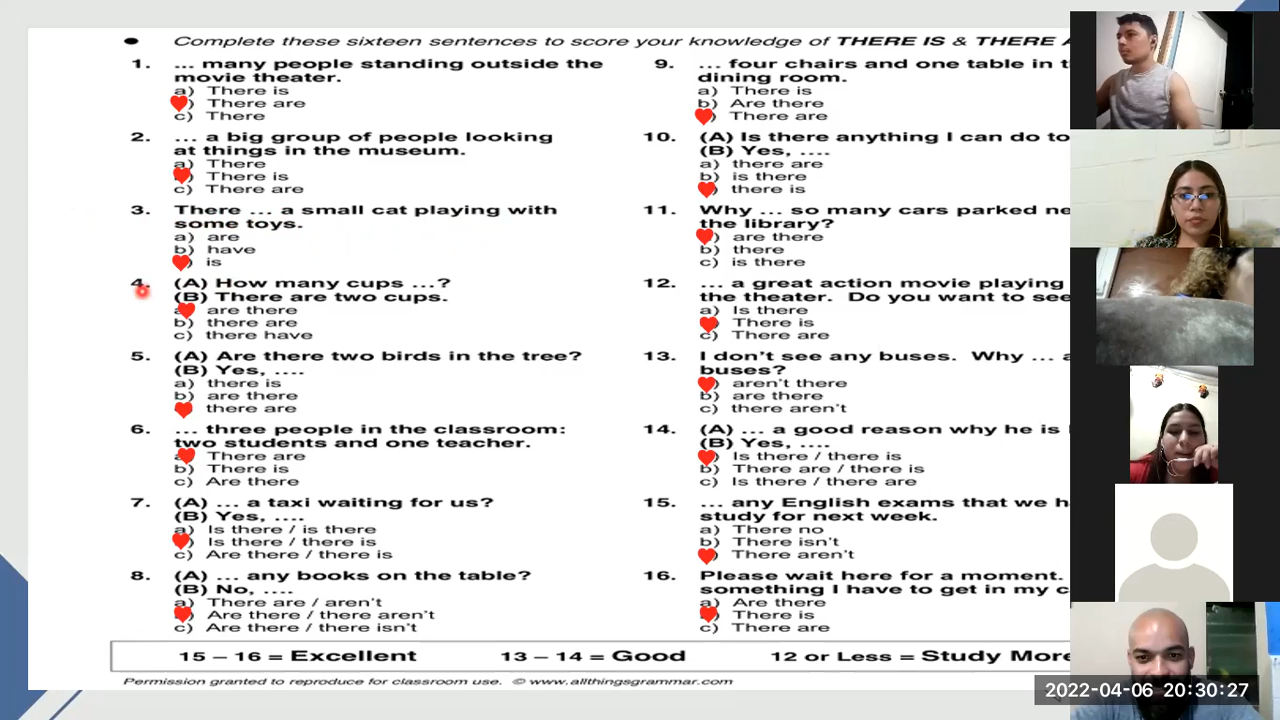 ● Complete these sixteen sentences to score your knowledge of THERE IS & THERE
1. ... many people standing outside the
movie theater.
a) There is
) There are
c) There
2. ... a big group of people looking
at things in the museum.
a) There
) There is
c) There are
3. There ... a small cat playing with
some toys.
a) are
b) have
) is
4. (A) How many cups ...?
(B) There are two cups.
a) are there
b) there are
c) there have
5. (A) Are there two birds in the tree?
(B) Yes, ....
a) there is
b) are there
) there are
6. ... three people in the classroom:
two students and one teacher.
a) There are
b) There is
c) Are there
7. (A) ... a taxi waiting for us?
(B) Yes, ....
a) Is there / is there
) Is there / there is
c) Are there / there is
8. (A) ... any books on the table?
(B) No, ....
a) There are / aren't
) Are there / there aren't
c) Are there / there isn't
9. ... four chairs and one table in
dining room.
a) There is
b) Are there
) There are
10. (A) Is there anything I can do to
(B) Yes, ....
a) there are
b) is there
) there is
11. Why ... so many cars parked
the library?
) are there
b) there
c) is there
12. ... a great action movie playing
the theater. Do you want to see
a) Is there
) There is
c) There are
13. I don't see any buses. Why ...
buses?
) aren't there
b) are there
c) there aren't
14. (A) ... a good reason why he is
(B) Yes, ....
) Is there / there is
b) There are / there is
c) Is there / there are
15. ... any English exams that we
study for next week.
a) There no
b) There isn't
) There aren't
16. Please wait here for a moment.
something I have to get in my
a) Are there
) There is
c) There are
15 – 16 = Excellent 13 – 14 = Good 12 or Less = Study More
Permission granted to reproduce for classroom use. © www.allthingsgrammar.com
2022-04-06 20:30:27